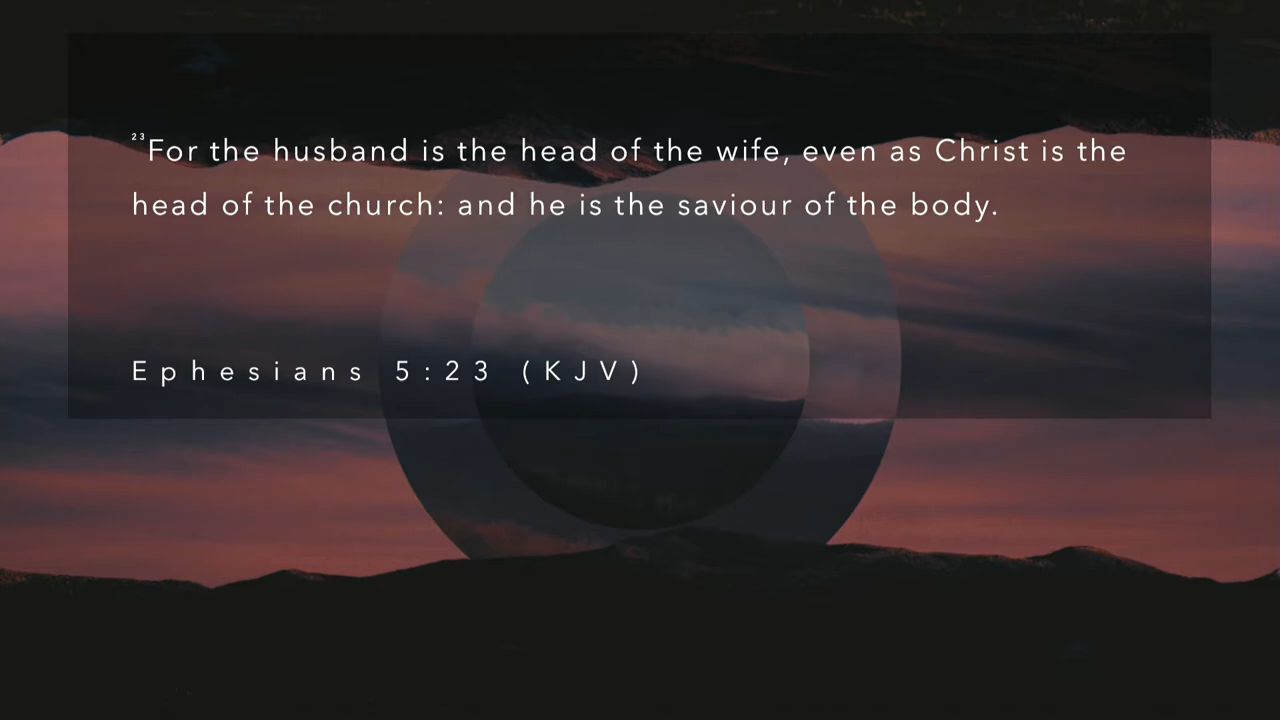 23For the husband is the head of the wife, even as Christ is the
head of the church: and he is the saviour of the body.
Ephesians 5:23 (KJV)